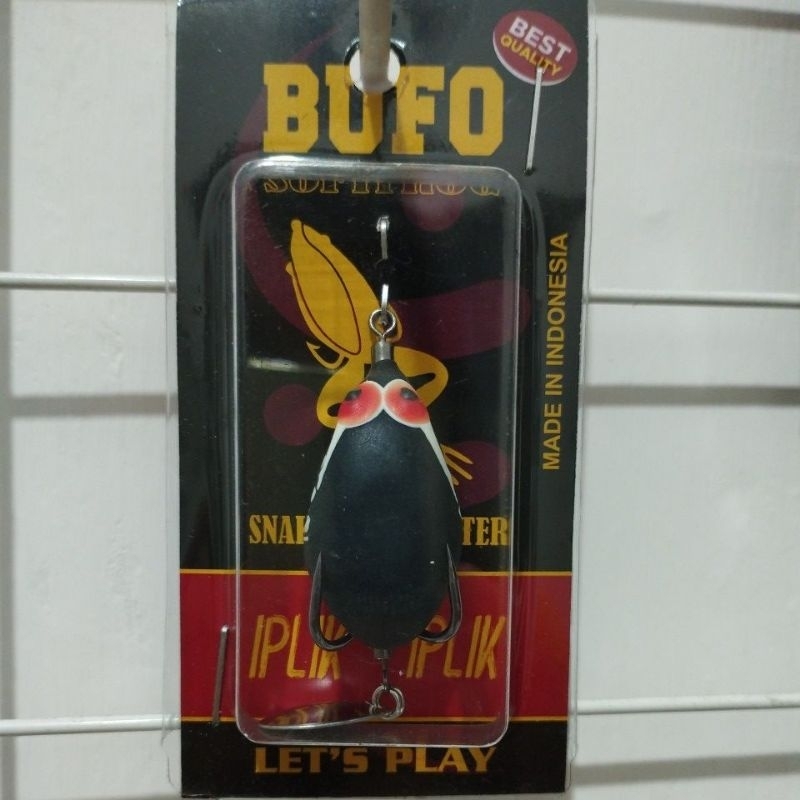 BEST
QUALITY
BUFO
MADE IN INDONESIA
IPLIK IPLIK
LET'S PLAY